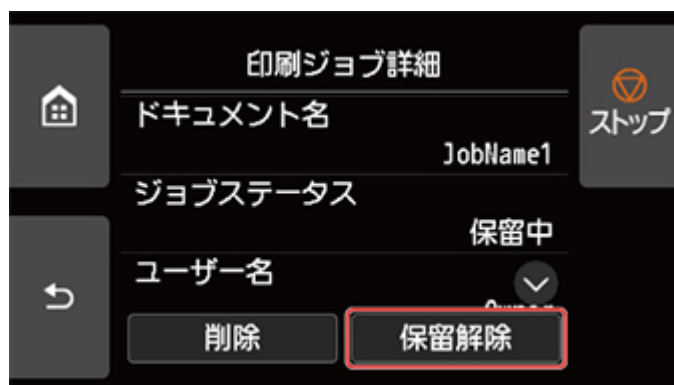 印刷ジョブ詳細
ドキュメント名
JobName1
ストップ
ジョブステータス
保留中
ユーザー名
削除
保留解除